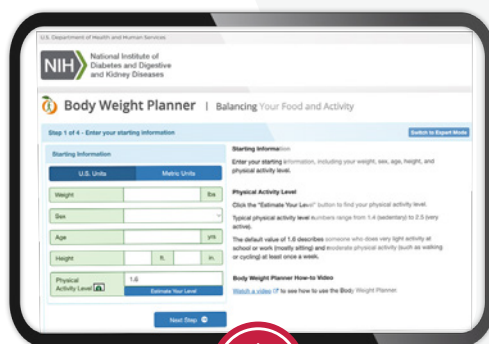 U.S. Department of Health and Human Services
NIH National Institute of
Diabetes and Digestive
and Kidney Diseases
Body Weight Planner | Balancing Your Food and Activity
Step 1 of 4 - Enter your starting information
Switch to Expert Mode
Starting Information
U.S. Units Metric Units
Weight lbs
Sex
Age yrs
Height ft. in.
Physical
Activity Level 1.6
Estimate Your Level
Next Step
Starting Information
Enter your starting information, including your weight, sex, age, height, and
physical activity level.
Physical Activity Level
Click the "Estimate Your Level" button to find your physical activity level.
Typical physical activity level numbers range from 1.4 (sedentary) to 2.5 (very
active).
The default value of 1.6 describes someone who does very light activity at
school or work (mostly sitting) and moderate physical activity (such as walking
or cycling) at least once a week.
Body Weight Planner How-to Video
Watch a video to see how to use the Body Weight Planner.